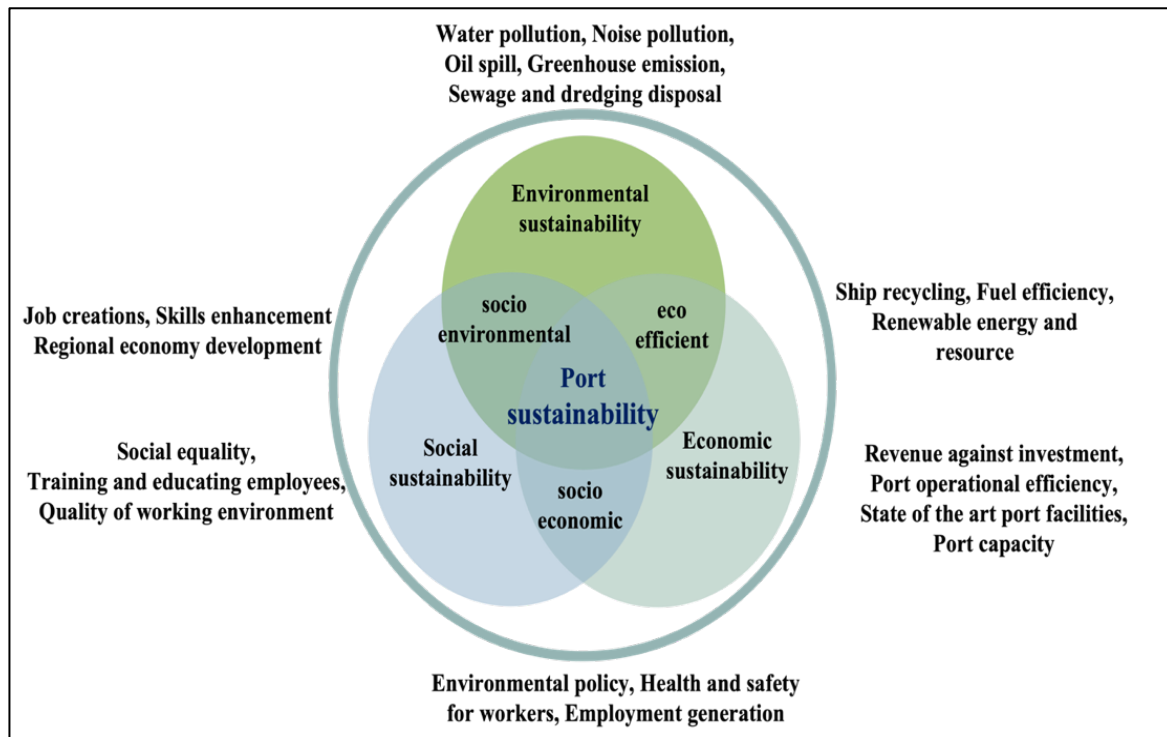 Water pollution, Noise pollution,
Oil spill, Greenhouse emission,
Sewage and dredging disposal
Environmental
sustainability
Job creations, Skills enhancement
Regional economy development
socio
environmental
eco
efficient
Ship recycling, Fuel efficiency,
Renewable energy and
resource
Port
sustainability
Social equality,
Training and educating employees,
Quality of working environment
Social
sustainability
Economic
sustainability
socio
economic
Revenue against investment,
Port operational efficiency,
State of the art port facilities,
Port capacity
Environmental policy, Health and safety
for workers, Employment generation